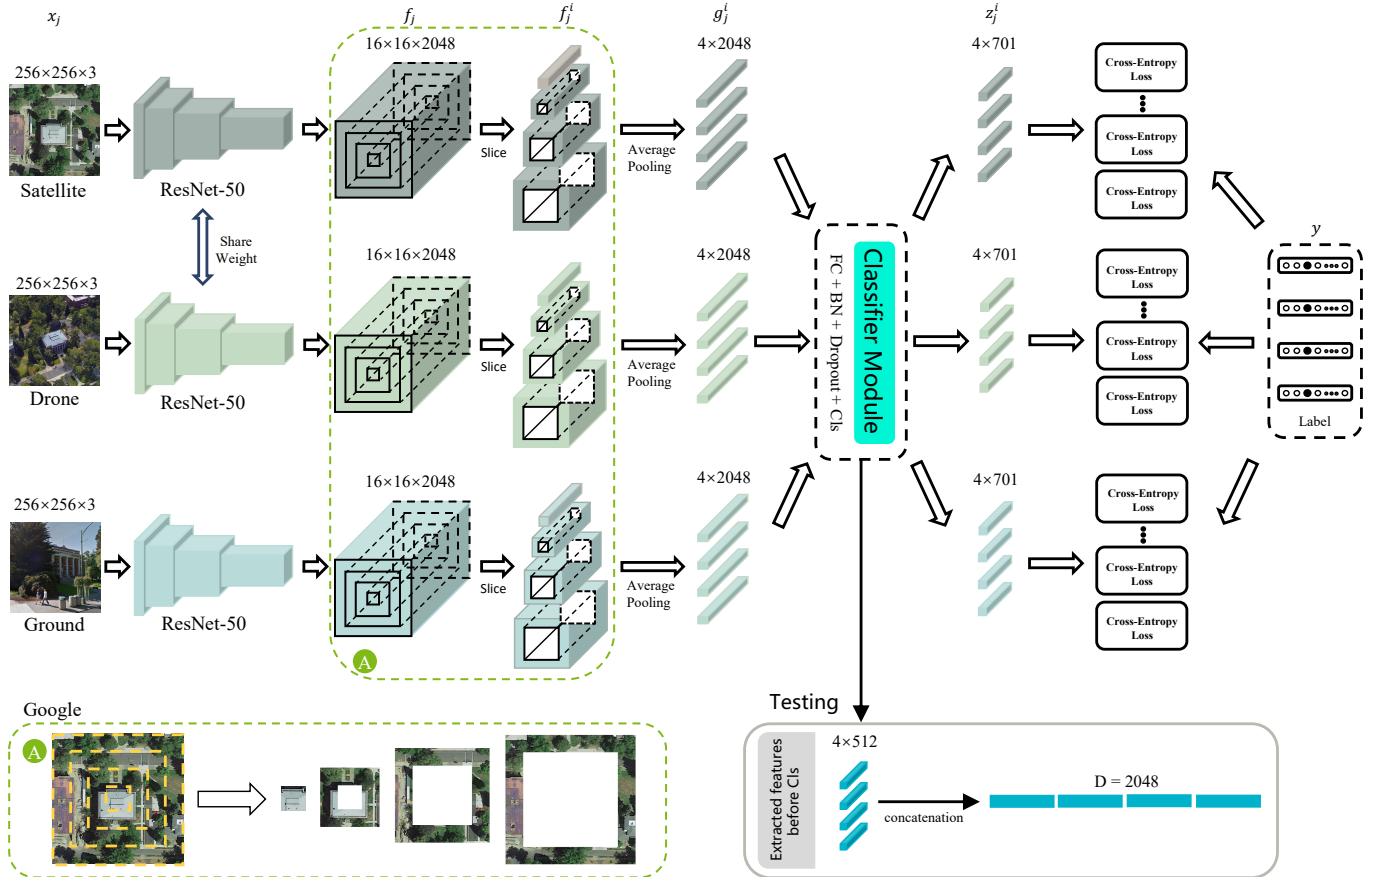 x_j
f_j
f_j^i
g_j^i
z_j^i
256×256×3
16×16×2048
4×2048
4×701
Cross-Entropy
Loss
Cross-Entropy
Loss
Cross-Entropy
Loss
Slice
Average
Pooling
Satellite
ResNet-50
Share
Weight
y
256×256×3
16×16×2048
4×2048
4×701
Cross-Entropy
Loss
Cross-Entropy
Loss
Cross-Entropy
Loss
Slice
Average
Pooling
Classifier Module
FC + BN + Dropout + Cls
Drone
ResNet-50
Label
256×256×3
16×16×2048
4×2048
4×701
Cross-Entropy
Loss
Cross-Entropy
Loss
Cross-Entropy
Loss
Slice
Average
Pooling
Ground
ResNet-50
A
Google
A
Testing
Extracted features
before Cls
4×512
concatenation
D = 2048